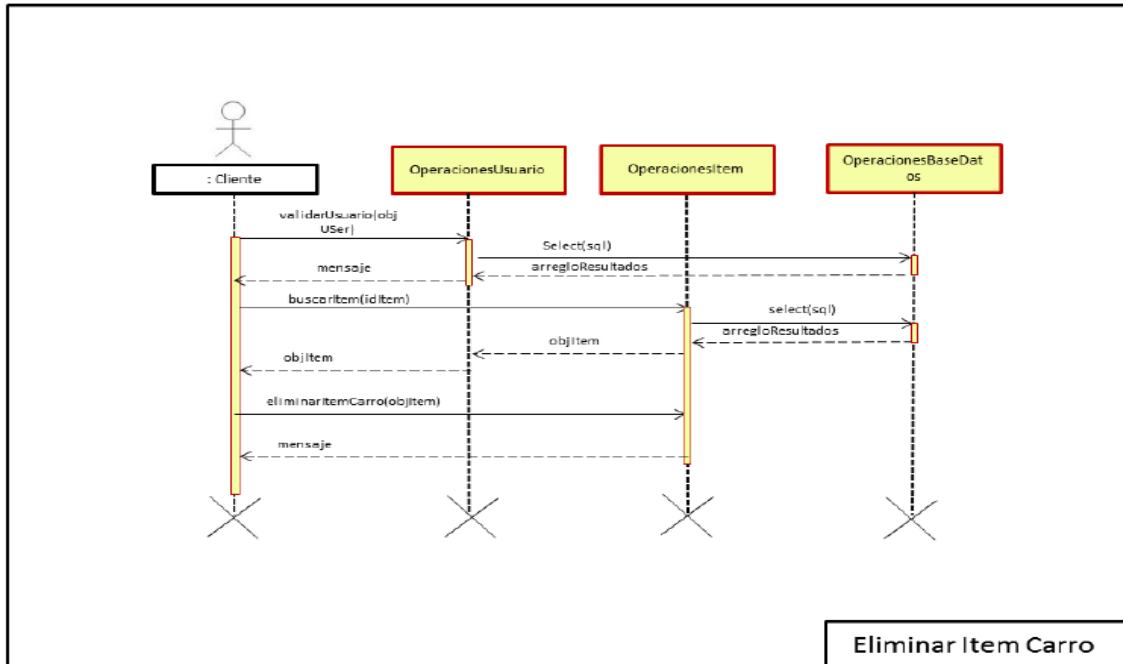 : Cliente
OperacionesUsuario
OperacionesItem
OperacionesBaseDat
os
validarUsuario(obj
USer)
Select(sql)
arregloResultados
mensaje
buscarItem(idItem)
select(sql)
arregloResultados
objItem
objItem
eliminarItemCarro(objItem)
mensaje
Eliminar Item Carro